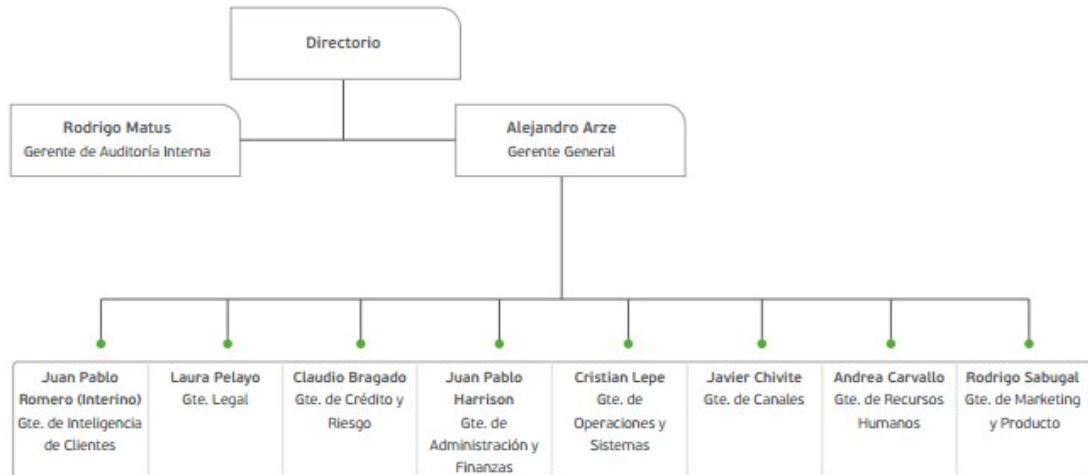 Directorio
Rodrigo Matus
Gerente de Auditoría Interna
Alejandro Arze
Gerente General
Juan Pablo
Romero (Interino)
Gte. de Inteligencia
de Clientes
Laura Pelayo
Gte. Legal
Claudio Bragado
Gte. de Crédito y
Riesgo
Juan Pablo
Harrison
Gte. de
Administración y
Finanzas
Cristian Lepe
Gte. de
Operaciones y
Sistemas
Javier Chivite
Gte. de Canales
Andrea Carvallo
Gte. de Recursos
Humanos
Rodrigo Sabugal
Gte. de Marketing
y Producto